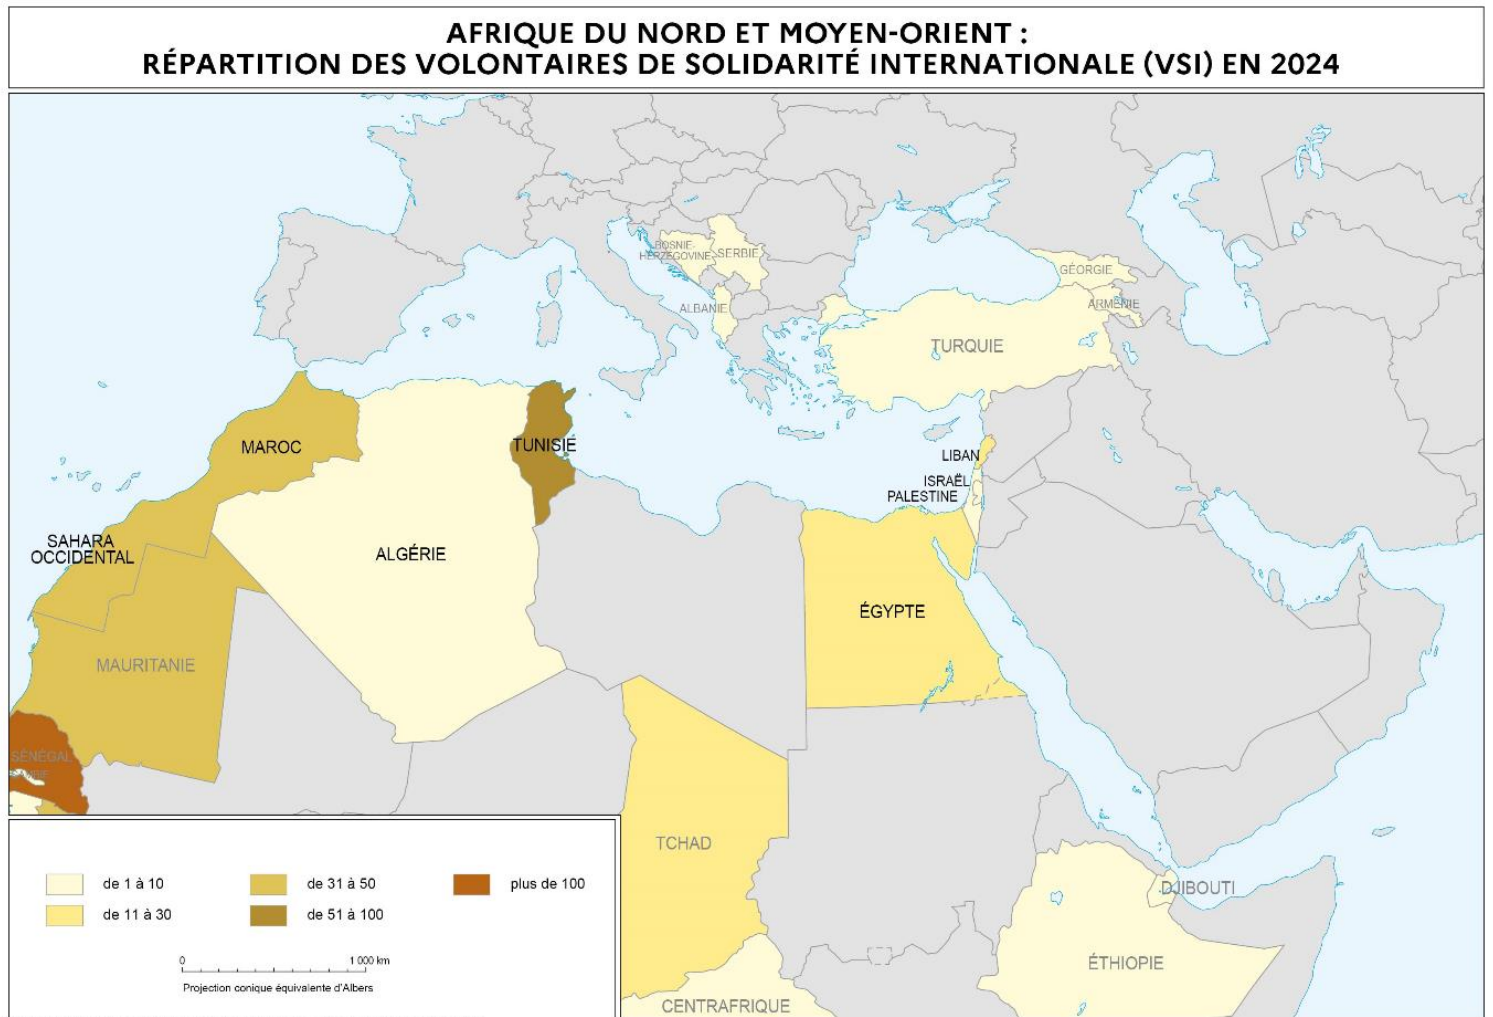 AFRIQUE DU NORD ET MOYEN-ORIENT :
RÉPARTITION DES VOLONTAIRES DE SOLIDARITÉ INTERNATIONALE (VSI) EN 2024
BOSNIE-
HERZÉGOVINE
SERBIE
ALBANIE
GÉORGIE
ARMÉNIE
TURQUIE
MAROC
TUNISIE
LIBAN
ISRAËL
PALESTINE
SAHARA
OCCIDENTAL
ALGÉRIE
ÉGYPTE
MAURITANIE
SÉNÉGAL
TCHAD
DJIBOUTI
ÉTHIOPIE
CENTRAFRIQUE
de 1 à 10
de 11 à 30
de 31 à 50
de 51 à 100
plus de 100
0
1 000 km
Projection conique équivalente d'Albers